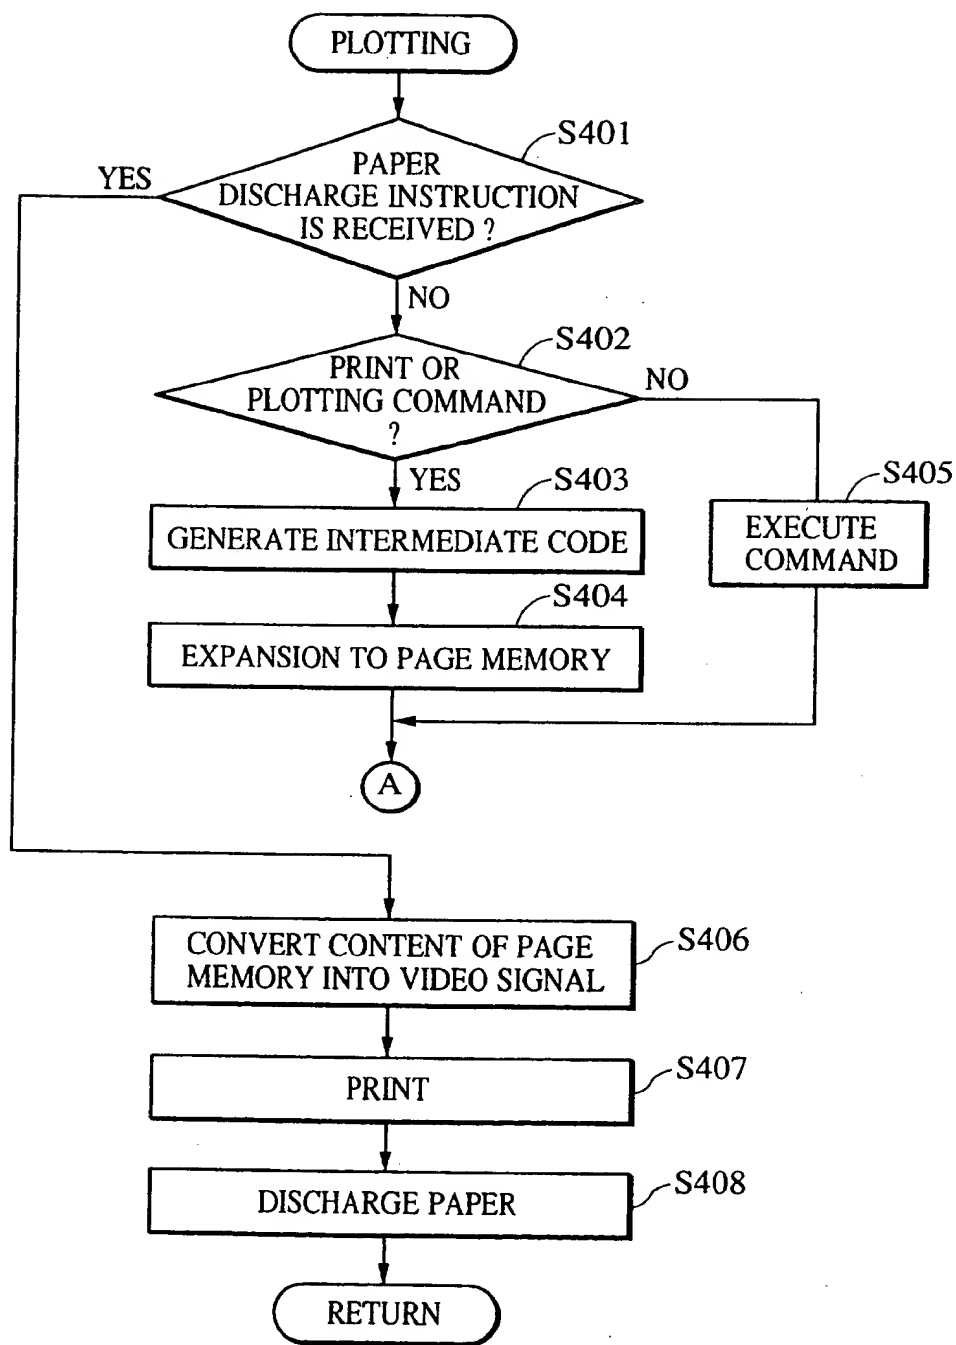 PLOTTING
S401
YES
PAPER
DISCHARGE INSTRUCTION
IS RECEIVED ?
NO
S402
PRINT OR
PLOTTING COMMAND
?
NO
YES
S403
GENERATE INTERMEDIATE CODE
S405
EXECUTE
COMMAND
S404
EXPANSION TO PAGE MEMORY
A
S406
CONVERT CONTENT OF PAGE
MEMORY INTO VIDEO SIGNAL
S407
PRINT
S408
DISCHARGE PAPER
RETURN